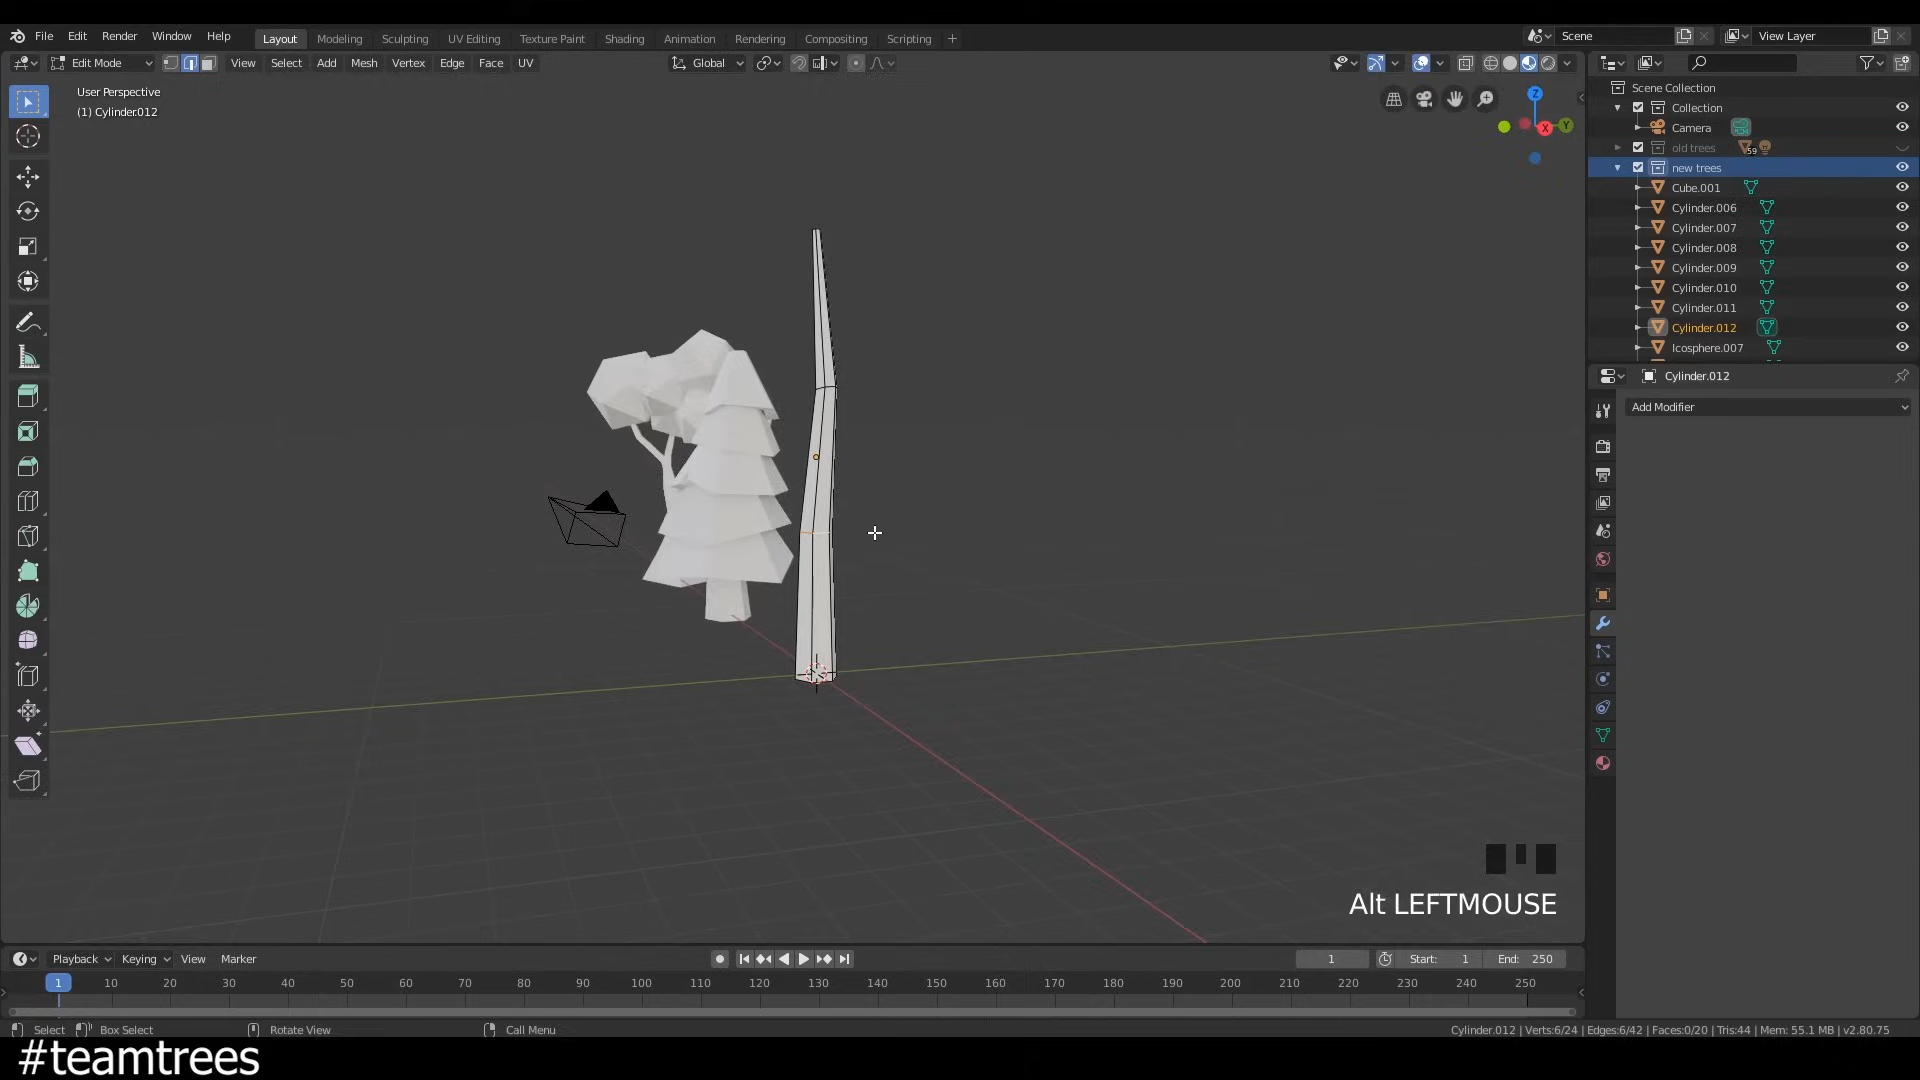 File Edit Render Window Help Layout Modeling Sculpting UV Editing Texture Paint Shading Animation Rendering Compositing Scripting + Scene View Layer
Edit Mode View Select Add Mesh Vertex Edge Face UV Global
User Perspective
(1) Cylinder.012
Z
X
Y
Scene Collection
Collection
Camera
old trees 59
new trees
Cube.001
Cylinder.006
Cylinder.007
Cylinder.008
Cylinder.009
Cylinder.010
Cylinder.011
Cylinder.012
Icosphere.007
Cylinder.012
Add Modifier
Alt LEFTMOUSE
Playback Keying View Marker 1 Start: 1 End: 250
1 10 20 30 40 50 60 70 80 90 100 110 120 130 140 150 160 170 180 190 200 210 220 230 240 250
Select Box Select Rotate View Call Menu Cylinder.012 | Verts:6/24 | Edges:6/42 | Faces:0/20 | Tris:44 | Mem: 55.1 MB | v2.80.75
#teamtrees